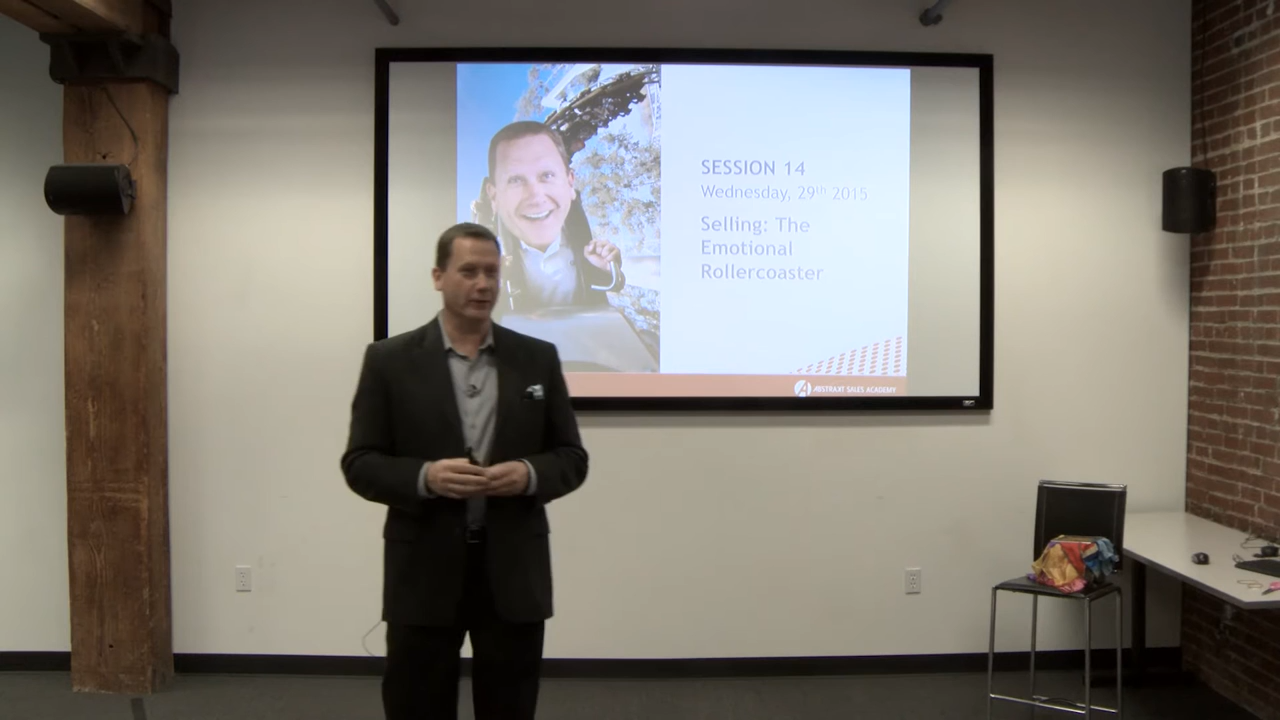 SESSION 14
Wednesday, 29th 2015
Selling: The
Emotional
Rollercoaster
ABSTRAKT SALES ACADEMY